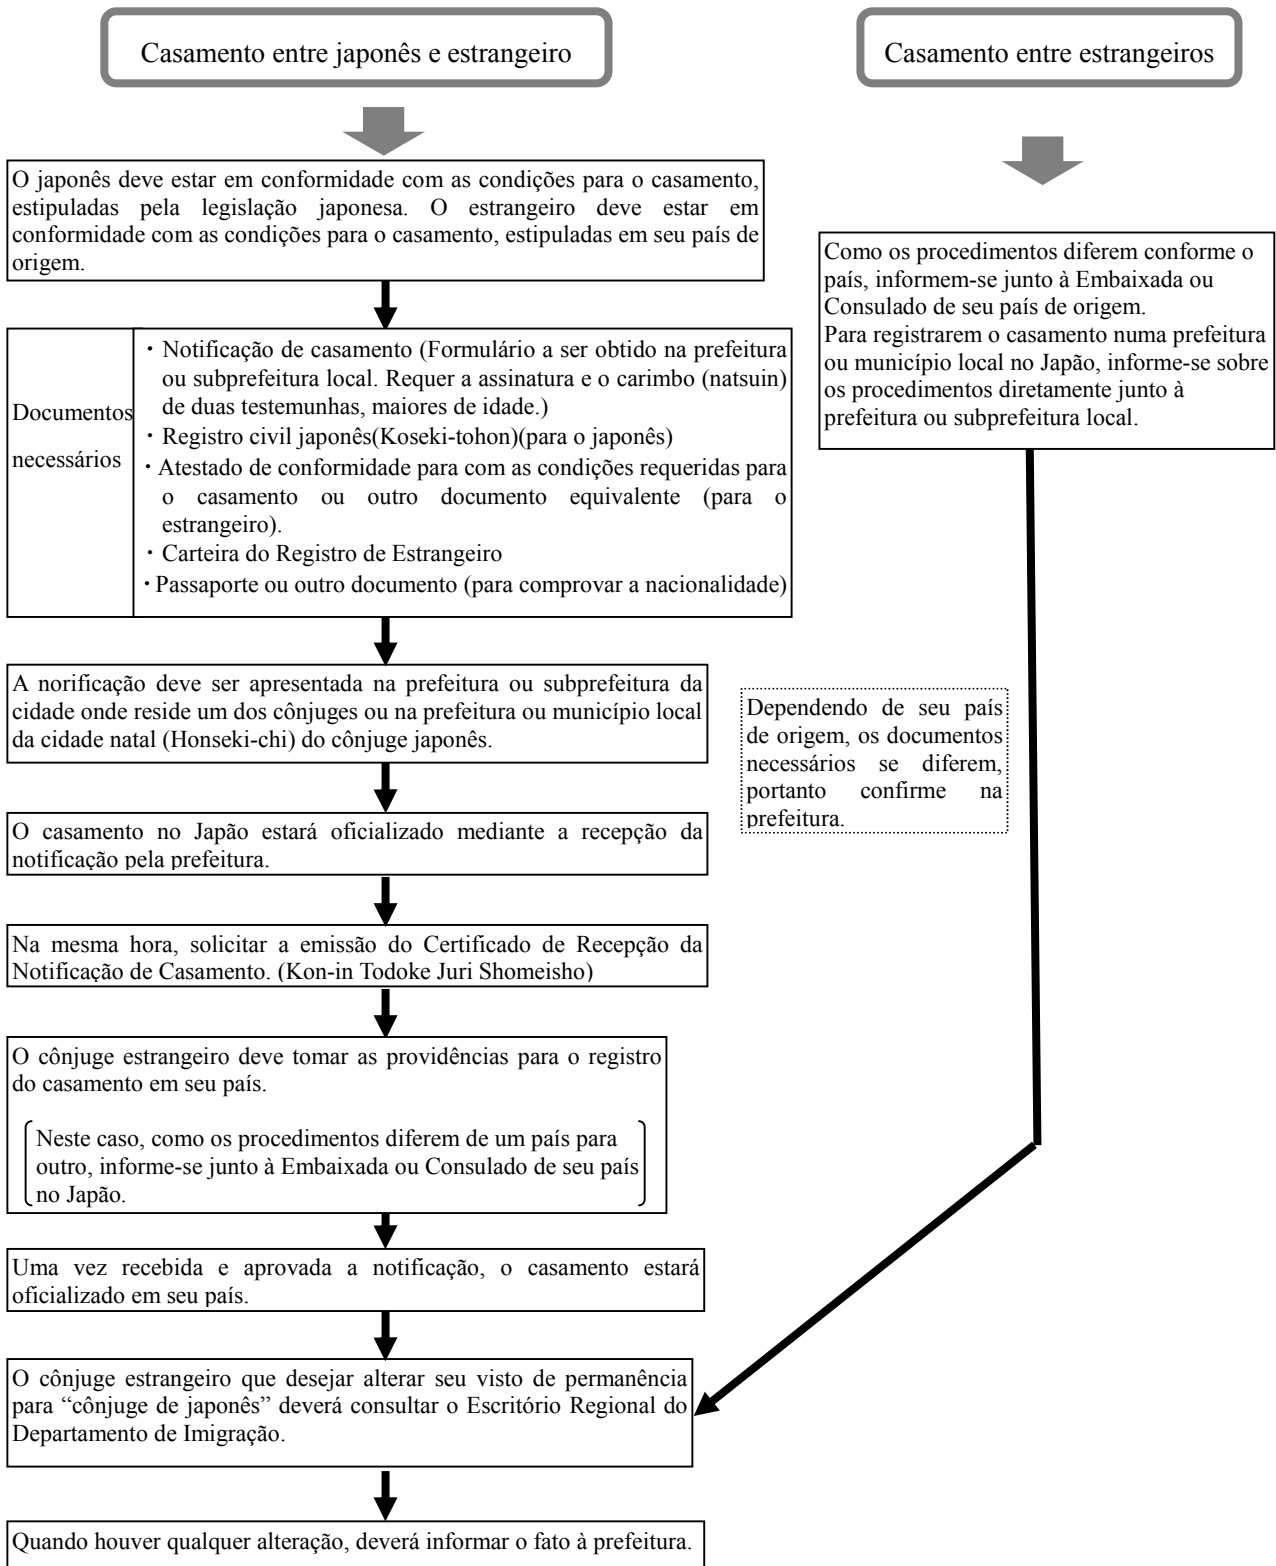 Casamento entre japonês e estrangeiro
Casamento entre estrangeiros
O japonês deve estar em conformidade com as condições para o casamento,
estipuladas pela legislação japonesa. O estrangeiro deve estar em
conformidade com as condições para o casamento, estipuladas em seu país de
origem.
Como os procedimentos diferem conforme o
país, informem-se junto à Embaixada ou
Consulado de seu país de origem.
Para registrarem o casamento numa prefeitura
ou município local no Japão, informe-se sobre
os procedimentos diretamente junto à
prefeitura ou subprefeitura local.
Documentos
necessários
・Notificação de casamento (Formulário a ser obtido na prefeitura
ou subprefeitura local. Requer a assinatura e o carimbo (natsuin)
de duas testemunhas, maiores de idade.)
・Registro civil japonês(Koseki-tohon)(para o japonês)
・Atestado de conformidade para com as condições requeridas para
o casamento ou outro documento equivalente (para o
estrangeiro).
・Carteira do Registro de Estrangeiro
・Passaporte ou outro documento (para comprovar a nacionalidade)
A norificação deve ser apresentada na prefeitura ou subprefeitura da
cidade onde reside um dos cônjuges ou na prefeitura ou município local
da cidade natal (Honseki-chi) do cônjuge japonês.
Dependendo de seu país
de origem, os documentos
necessários se diferem,
portanto confirme na
prefeitura.
O casamento no Japão estará oficializado mediante a recepção da
notificação pela prefeitura.
Na mesma hora, solicitar a emissão do Certificado de Recepção da
Notificação de Casamento. (Kon-in Todoke Juri Shomeisho)
O cônjuge estrangeiro deve tomar as providências para o registro
do casamento em seu país.
Neste caso, como os procedimentos diferem de um país para
outro, informe-se junto à Embaixada ou Consulado de seu país
no Japão.
Uma vez recebida e aprovada a notificação, o casamento estará
oficializado em seu país.
O cônjuge estrangeiro que desejar alterar seu visto de permanência
para “cônjuge de japonês” deverá consultar o Escritório Regional do
Departamento de Imigração.
Quando houver qualquer alteração, deverá informar o fato à prefeitura.